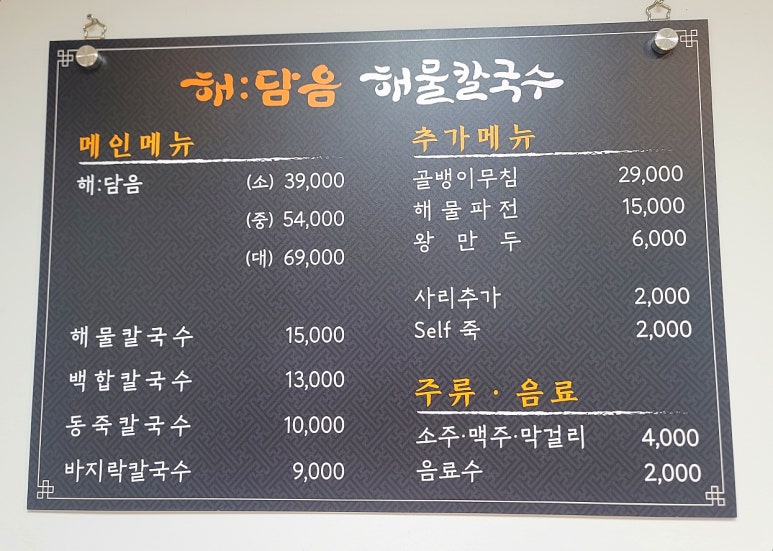 해:담음 해물칼국수
메인메뉴
해:담음 (소) 39,000
(중) 54,000
(대) 69,000
해물칼국수 15,000
백합칼국수 13,000
동죽칼국수 10,000
바지락칼국수 9,000
추가메뉴
골뱅이무침 29,000
해물파전 15,000
왕만두 6,000
사리추가 2,000
Self 죽 2,000
주류·음료
소주·맥주·막걸리 4,000
음료수 2,000